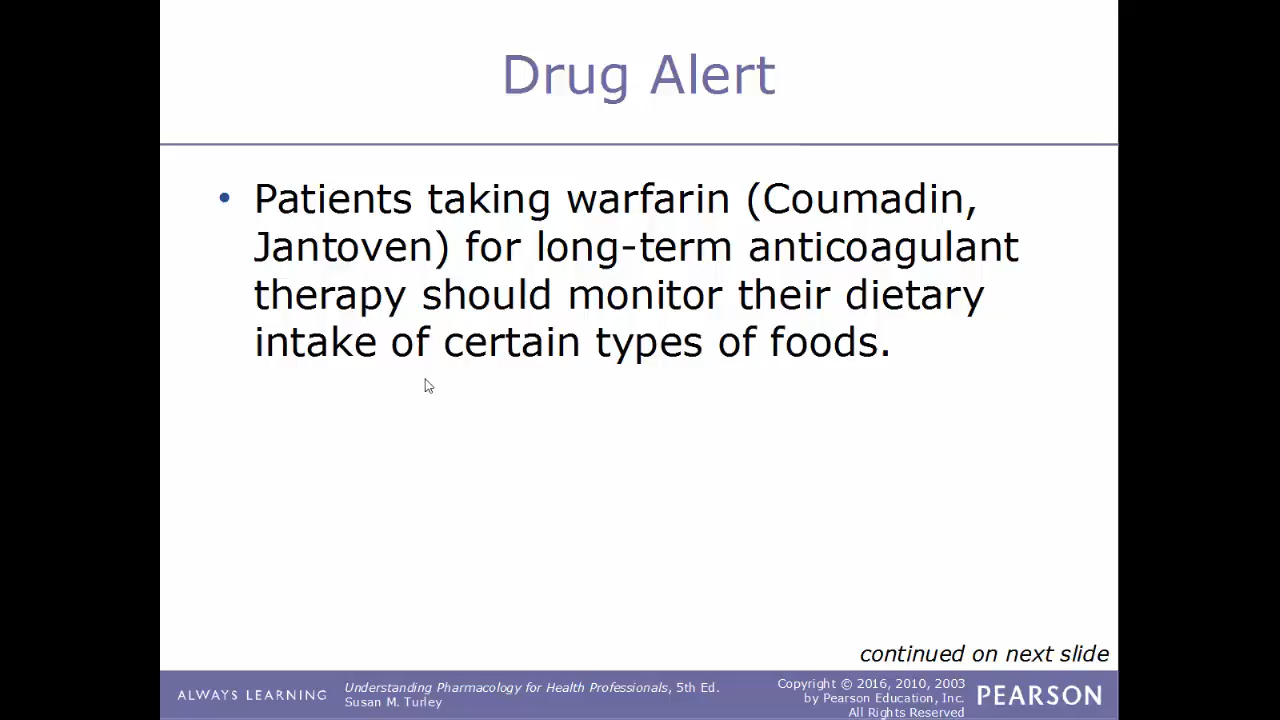 Drug Alert
• Patients taking warfarin (Coumadin,
Jantoven) for long-term anticoagulant
therapy should monitor their dietary
intake of certain types of foods.
continued on next slide
ALWAYS LEARNING
Understanding Pharmacology for Health Professionals, 5th Ed.
Susan M. Turley
Copyright © 2016, 2010, 2003
by Pearson Education, Inc.
All Rights Reserved
PEARSON